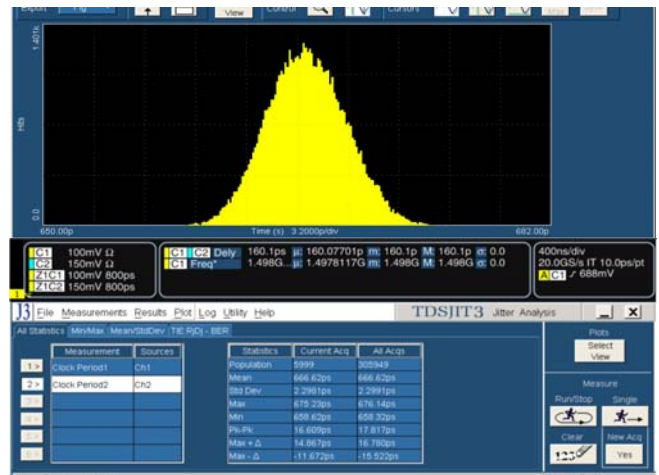 Export
View
Control
Cursors
1.401k
Hits
0.0
650.00p
Time (s) 3.2000p/div
682.00p
C1 100mV Ω
C2 150mV Ω
Z1C1 100mV 800ps
Z1C2 150mV 800ps
1
C1 C2 Dely 160.1ps µ: 160.07701p m: 160.1p M: 160.1p σ: 0.0
C1 Freq* 1.498G... µ: 1.4978117G m: 1.498G M: 1.498G σ: 0.0
400ns/div
20.0GS/s IT 10.0ps/pt
A C1 688mV
J3 File Measurements Results Plot Log Utility Help TDSJIT3 Jitter Analysis _ X
All Statistics Min/Max Mean/StdDev TIE RjDj - BER
Measurement Sources
1 > Clock Period1 Ch1
2 > Clock Period2 Ch2
3 >
4 >
5 >
6 >
Statistics Current Acq All Acqs
Population 5999 305949
Mean 666.62ps 666.62ps
Std Dev 2.2981ps 2.2991ps
Max 675.23ps 676.14ps
Min 658.62ps 658.32ps
Pk-Pk 16.609ps 17.817ps
Max + Δ 14.867ps 16.780ps
Max - Δ -11.672ps -15.522ps
Plots
Select View
Measure
Run/Stop Single
Clear New Acq
123 Yes